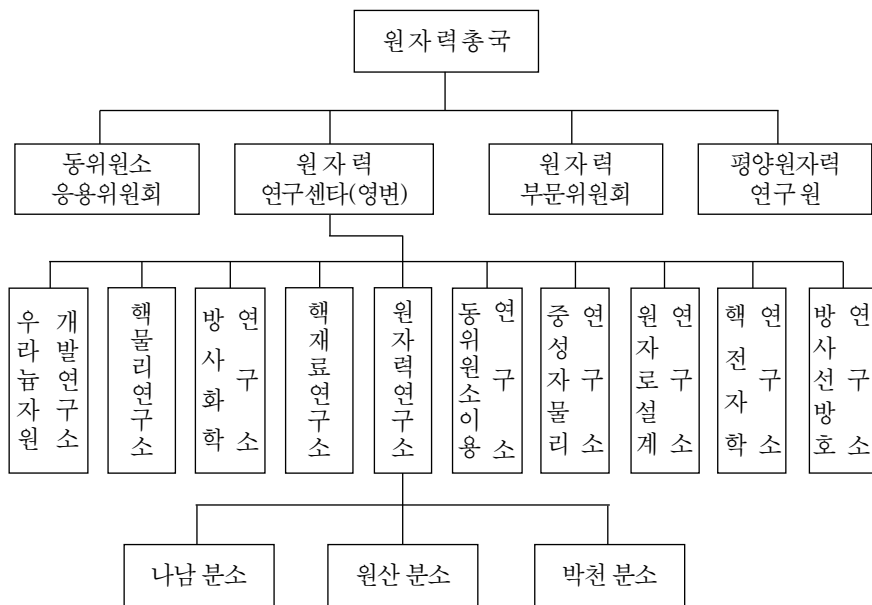 원자력총국
동위원소
응용위원회
원자력
연구센타(영변)
원자력
부문위원회
평양원자력
연구원
우라늄자원
개발연구소
핵물리연구소
방사화학
연구소
핵재료연구소
원자력연구소
동위원소이용
연구소
중성자물리
연구소
원자로설계
연구소
핵전자학
연구소
방사선방호
연구소
나남 분소
원산 분소
박천 분소